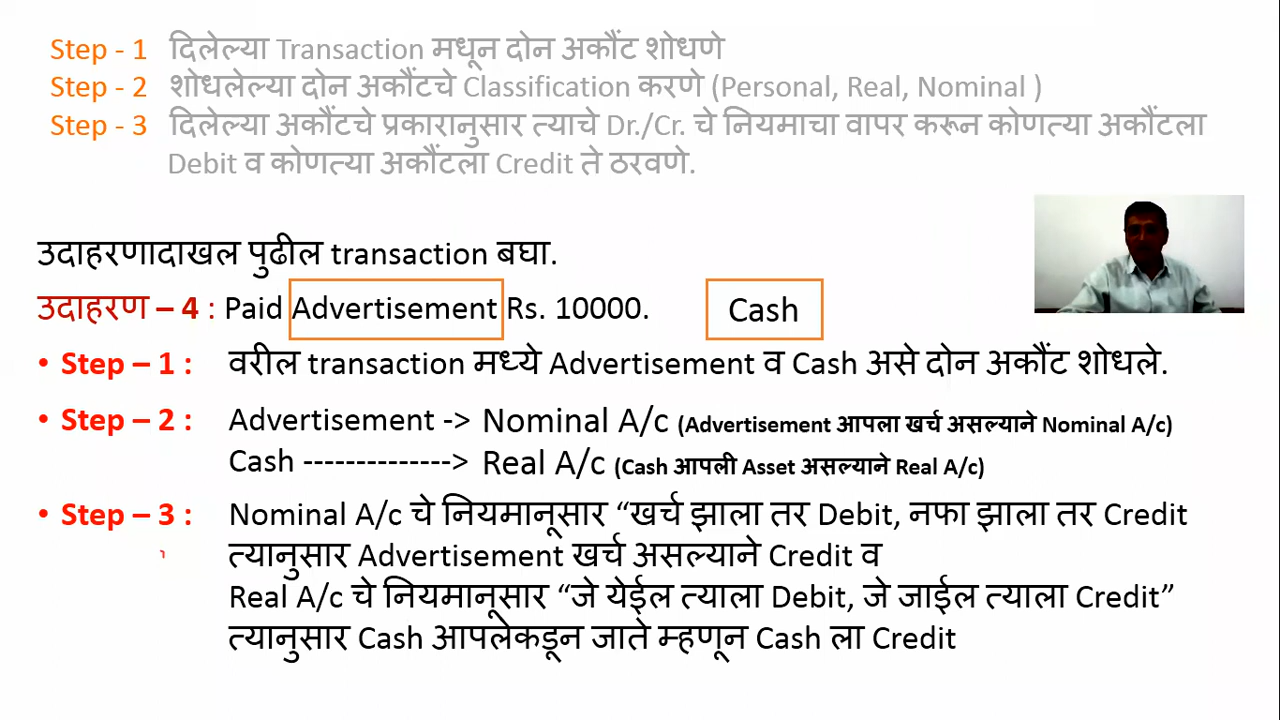 Step - 1 दिलेल्या Transaction मधून दोन अकौंट शोधणे
Step - 2 शोधलेल्या दोन अकौंटचे Classification करणे (Personal, Real, Nominal )
Step - 3 दिलेल्या अकौंटचे प्रकारानुसार त्याचे Dr./Cr. चे नियमाचा वापर करून कोणत्या अकौंटला
Debit व कोणत्या अकौंटला Credit ते ठरवणे.
उदाहरणादाखल पुढील transaction बघा.
उदाहरण – 4 : Paid Advertisement Rs. 10000. Cash
• Step – 1 : वरील transaction मध्ये Advertisement व Cash असे दोन अकौंट शोधले.
• Step – 2 : Advertisement -> Nominal A/c (Advertisement आपला खर्च असल्याने Nominal A/c)
Cash --------------> Real A/c (Cash आपली Asset असल्याने Real A/c)
• Step – 3 : Nominal A/c चे नियमानूसार “खर्च झाला तर Debit, नफा झाला तर Credit
त्यानुसार Advertisement खर्च असल्याने Credit व
Real A/c चे नियमानूसार “जे येईल त्याला Debit, जे जाईल त्याला Credit”
त्यानुसार Cash आपलेकडून जाते म्हणून Cash ला Credit